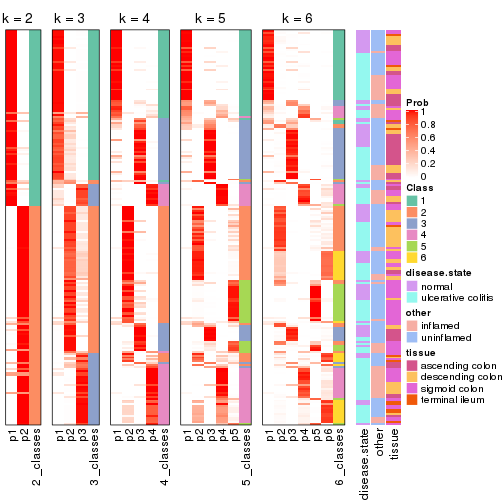 k = 2 k = 3 k = 4 k = 5 k = 6
Prob
1
0.8
0.6
0.4
0.2
0
Class
1
2
3
4
5
6
disease.state
normal
ulcerative colitis
other
inflamed
uninflamed
tissue
ascending colon
descending colon
sigmoid colon
terminal ileum
p1 p2 2_classes p1 p2 p3 3_classes p1 p2 p3 p4 4_classes p1 p2 p3 p4 p5 5_classes p1 p2 p3 p4 p5 p6 6_classes disease.state other tissue